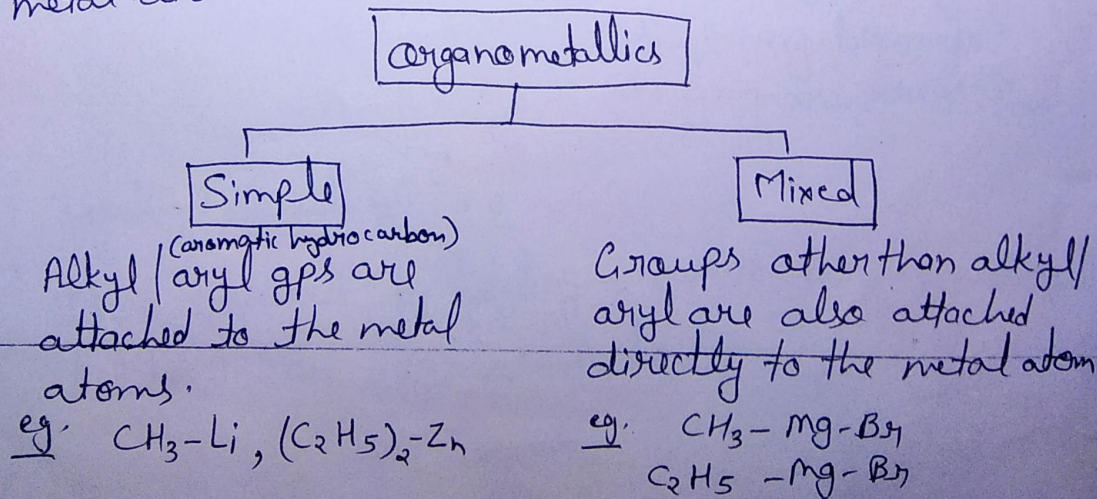 metal
organometallics
Simple
Mixed
(aromatic hydrocarbon)
Alkyl/aryl gps are
attached to the metal
atoms.
eg. CH₃-Li, (C₂H₅)₂-Zn
Groups other than alkyl/
aryl are also attached
directly to the metal atom
eg. CH₃-Mg-Br
C₂H₅-Mg-Br